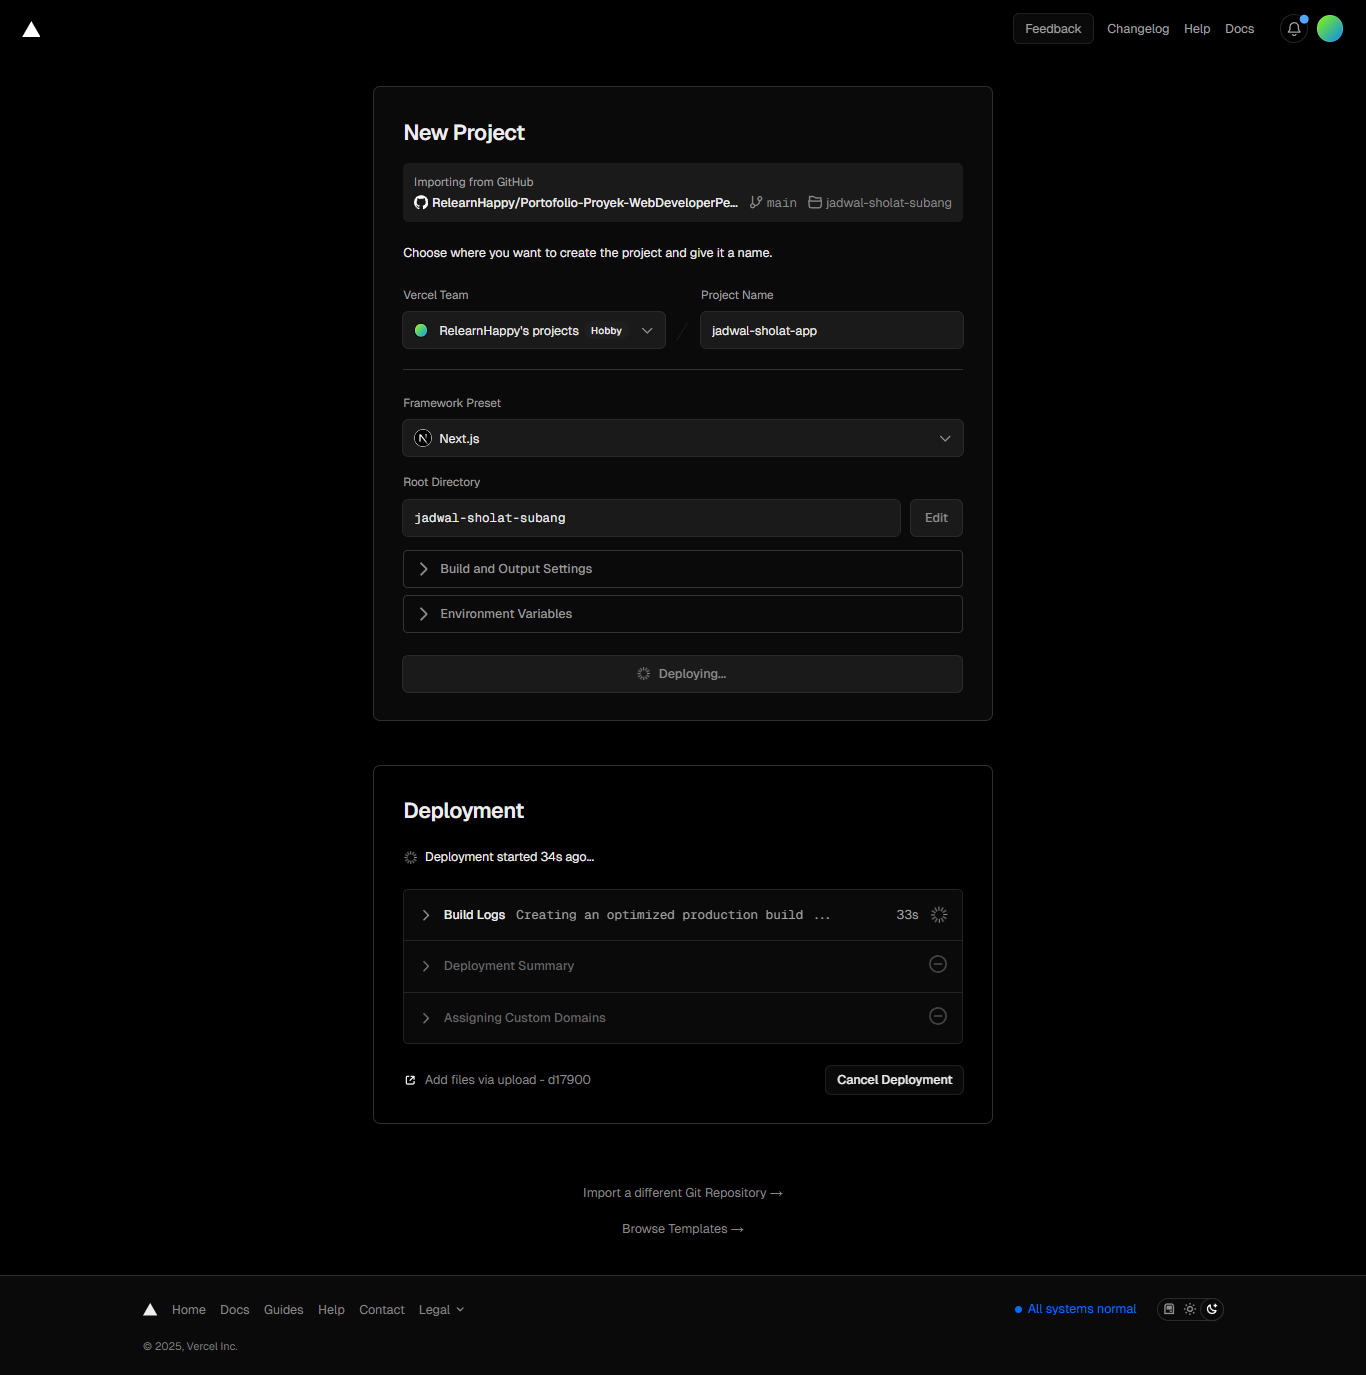 Feedback Changelog Help Docs
New Project
Importing from GitHub
RelearnHappy/Portofolio-Proyek-WebDeveloperPe... main jadwal-sholat-subang
Choose where you want to create the project and give it a name.
Vercel Team Project Name
RelearnHappy's projects Hobby / jadwal-sholat-app
Framework Preset
Next.js
Root Directory
jadwal-sholat-subang Edit
Build and Output Settings
Environment Variables
Deploying...
Deployment
Deployment started 34s ago...
Build Logs Creating an optimized production build ... 33s
Deployment Summary
Assigning Custom Domains
Add files via upload - d17900 Cancel Deployment
Import a different Git Repository →
Browse Templates →
Home Docs Guides Help Contact Legal All systems normal
© 2025, Vercel Inc.